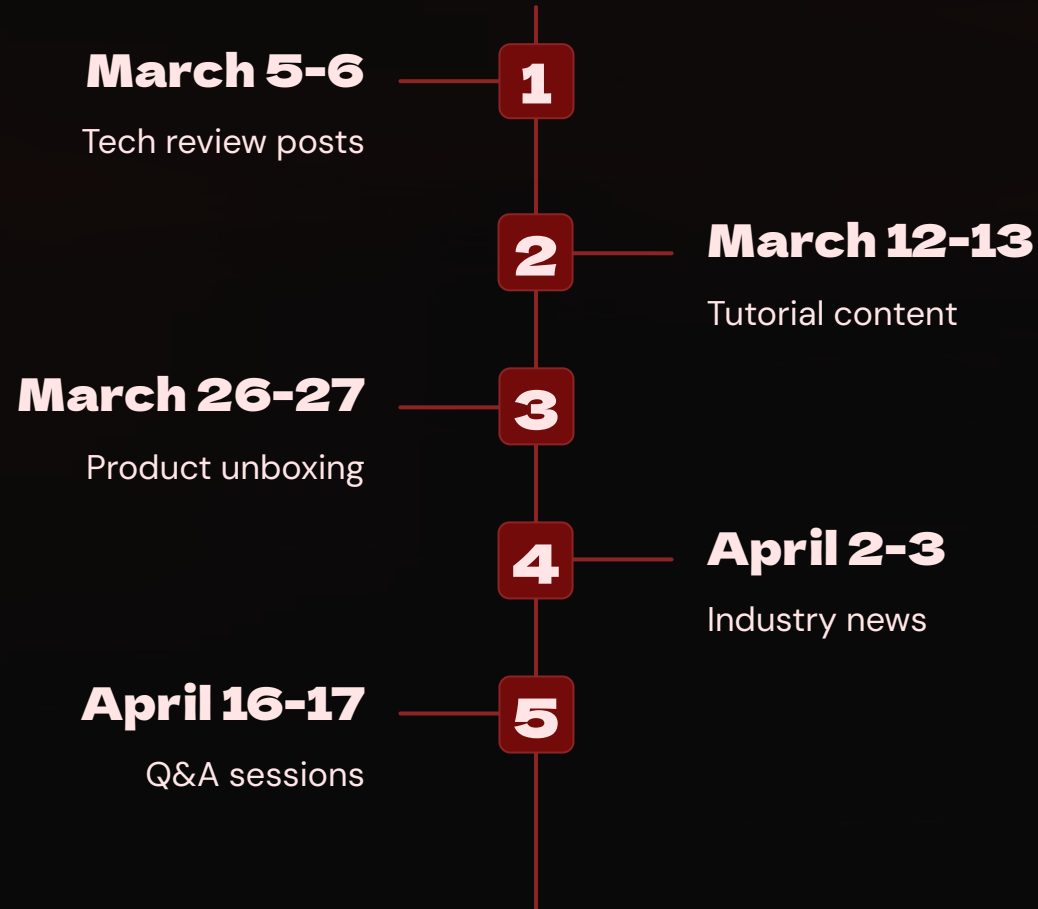 March 5-6
1
Tech review posts
2
March 12-13
Tutorial content
March 26-27
3
Product unboxing
4
April 2-3
Industry news
April 16-17
5
Q&A sessions